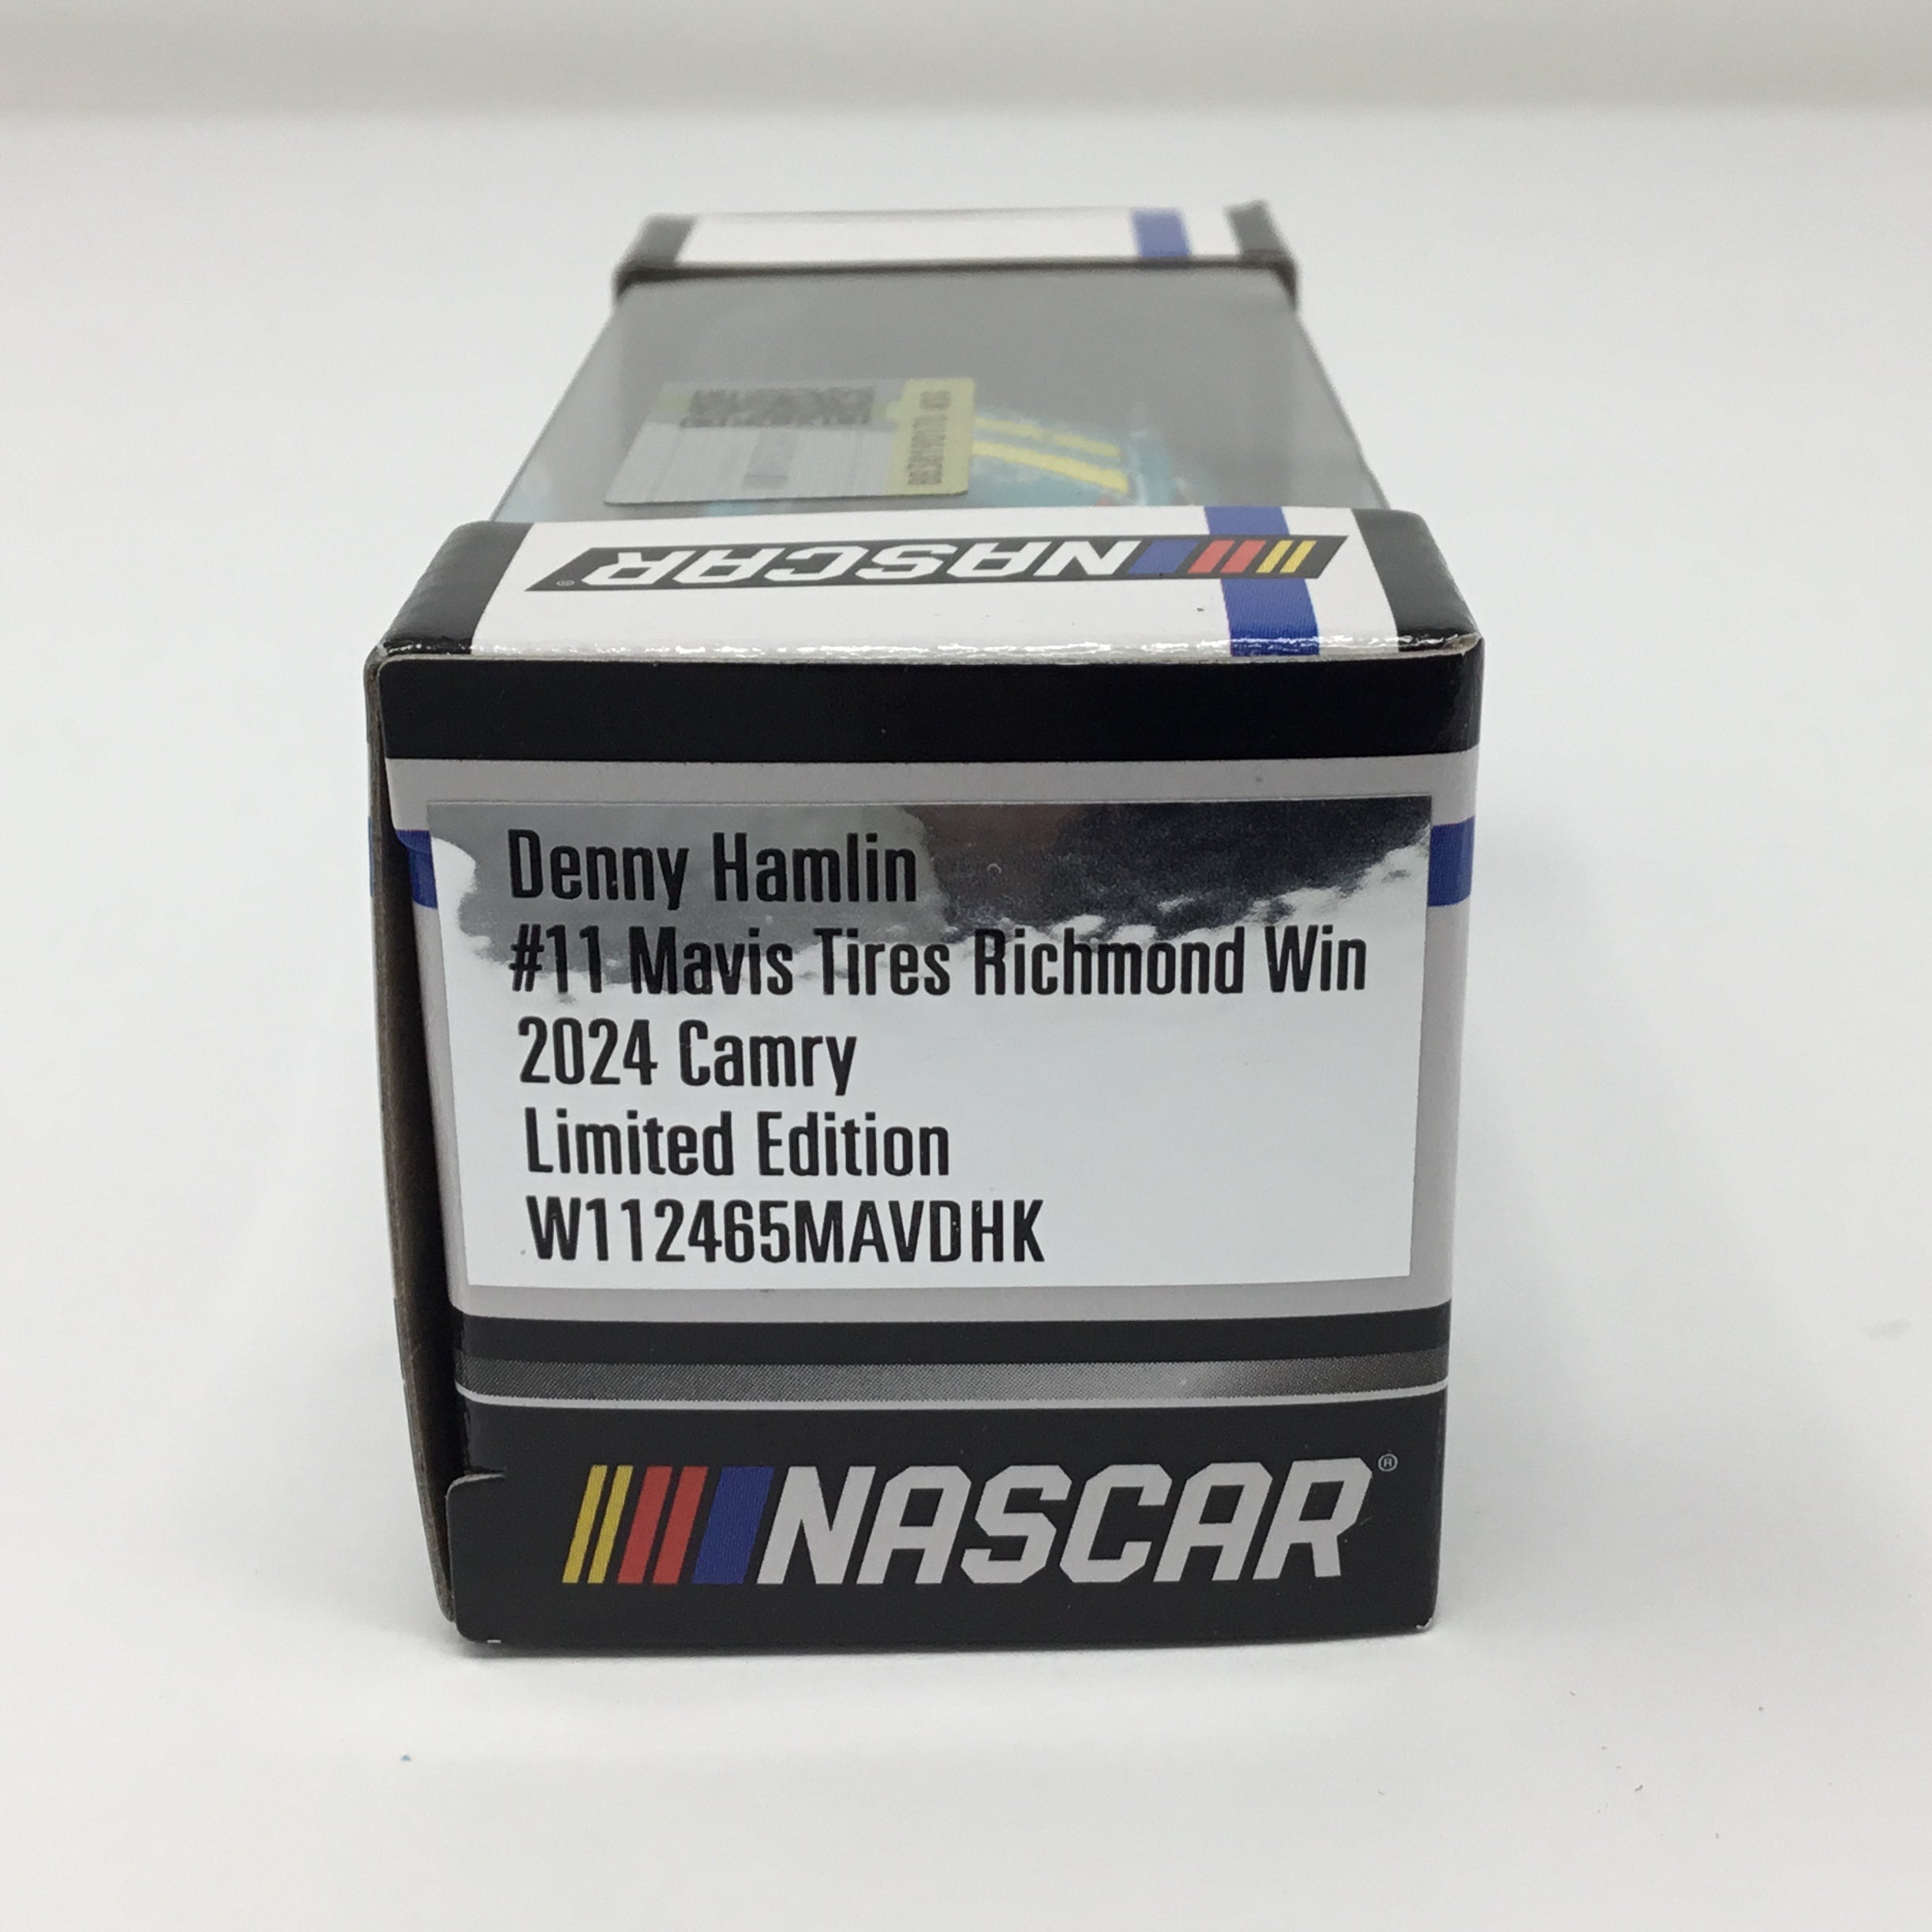 NASCAR
Denny Hamlin
#11 Mavis Tires Richmond Win
2024 Camry
Limited Edition
W112465MAVDHK
NASCAR®